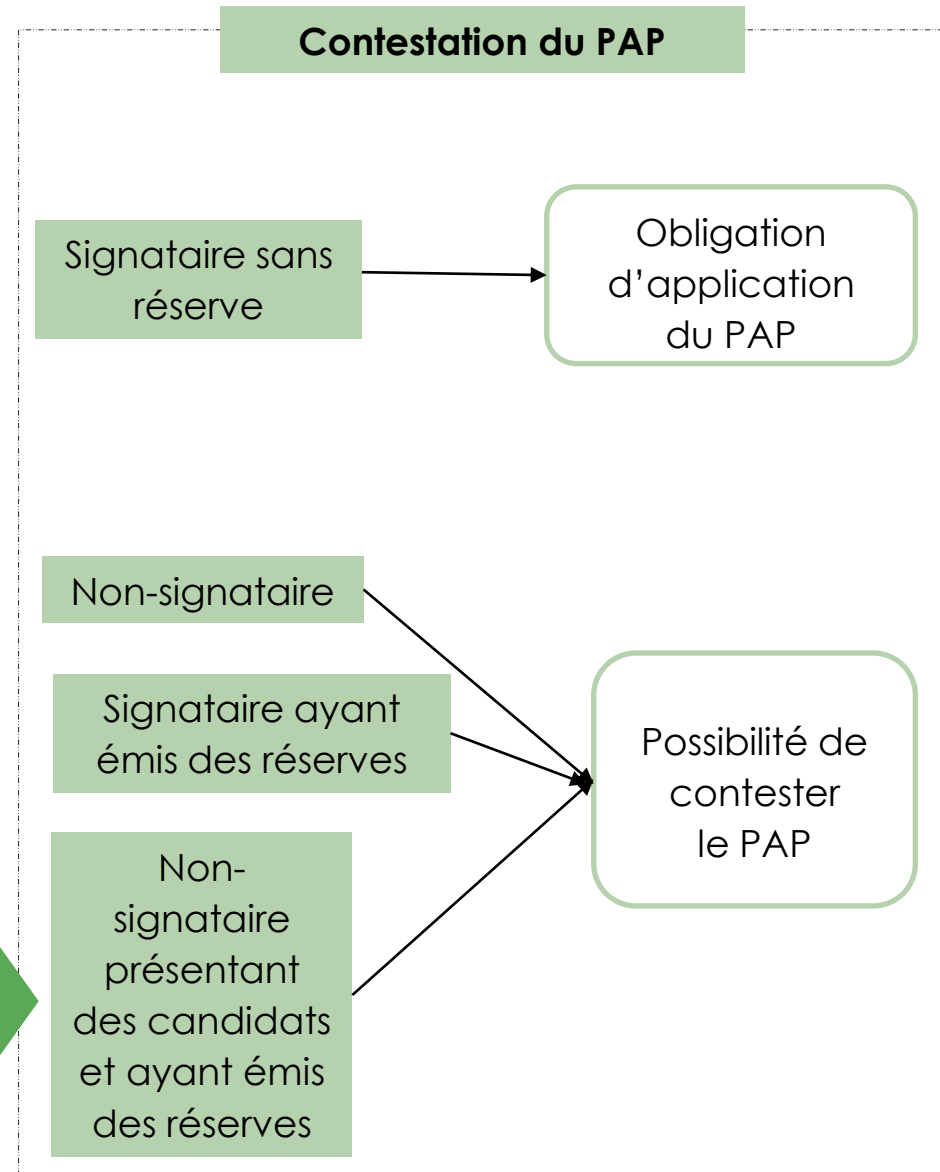 Contestation du PAP
Signataire sans
réserve
Obligation
d’application
du PAP
Non-signataire
Signataire ayant
émis des réserves
Non-
signataire
présentant
des candidats
et ayant émis
des réserves
Possibilité de
contester
le PAP